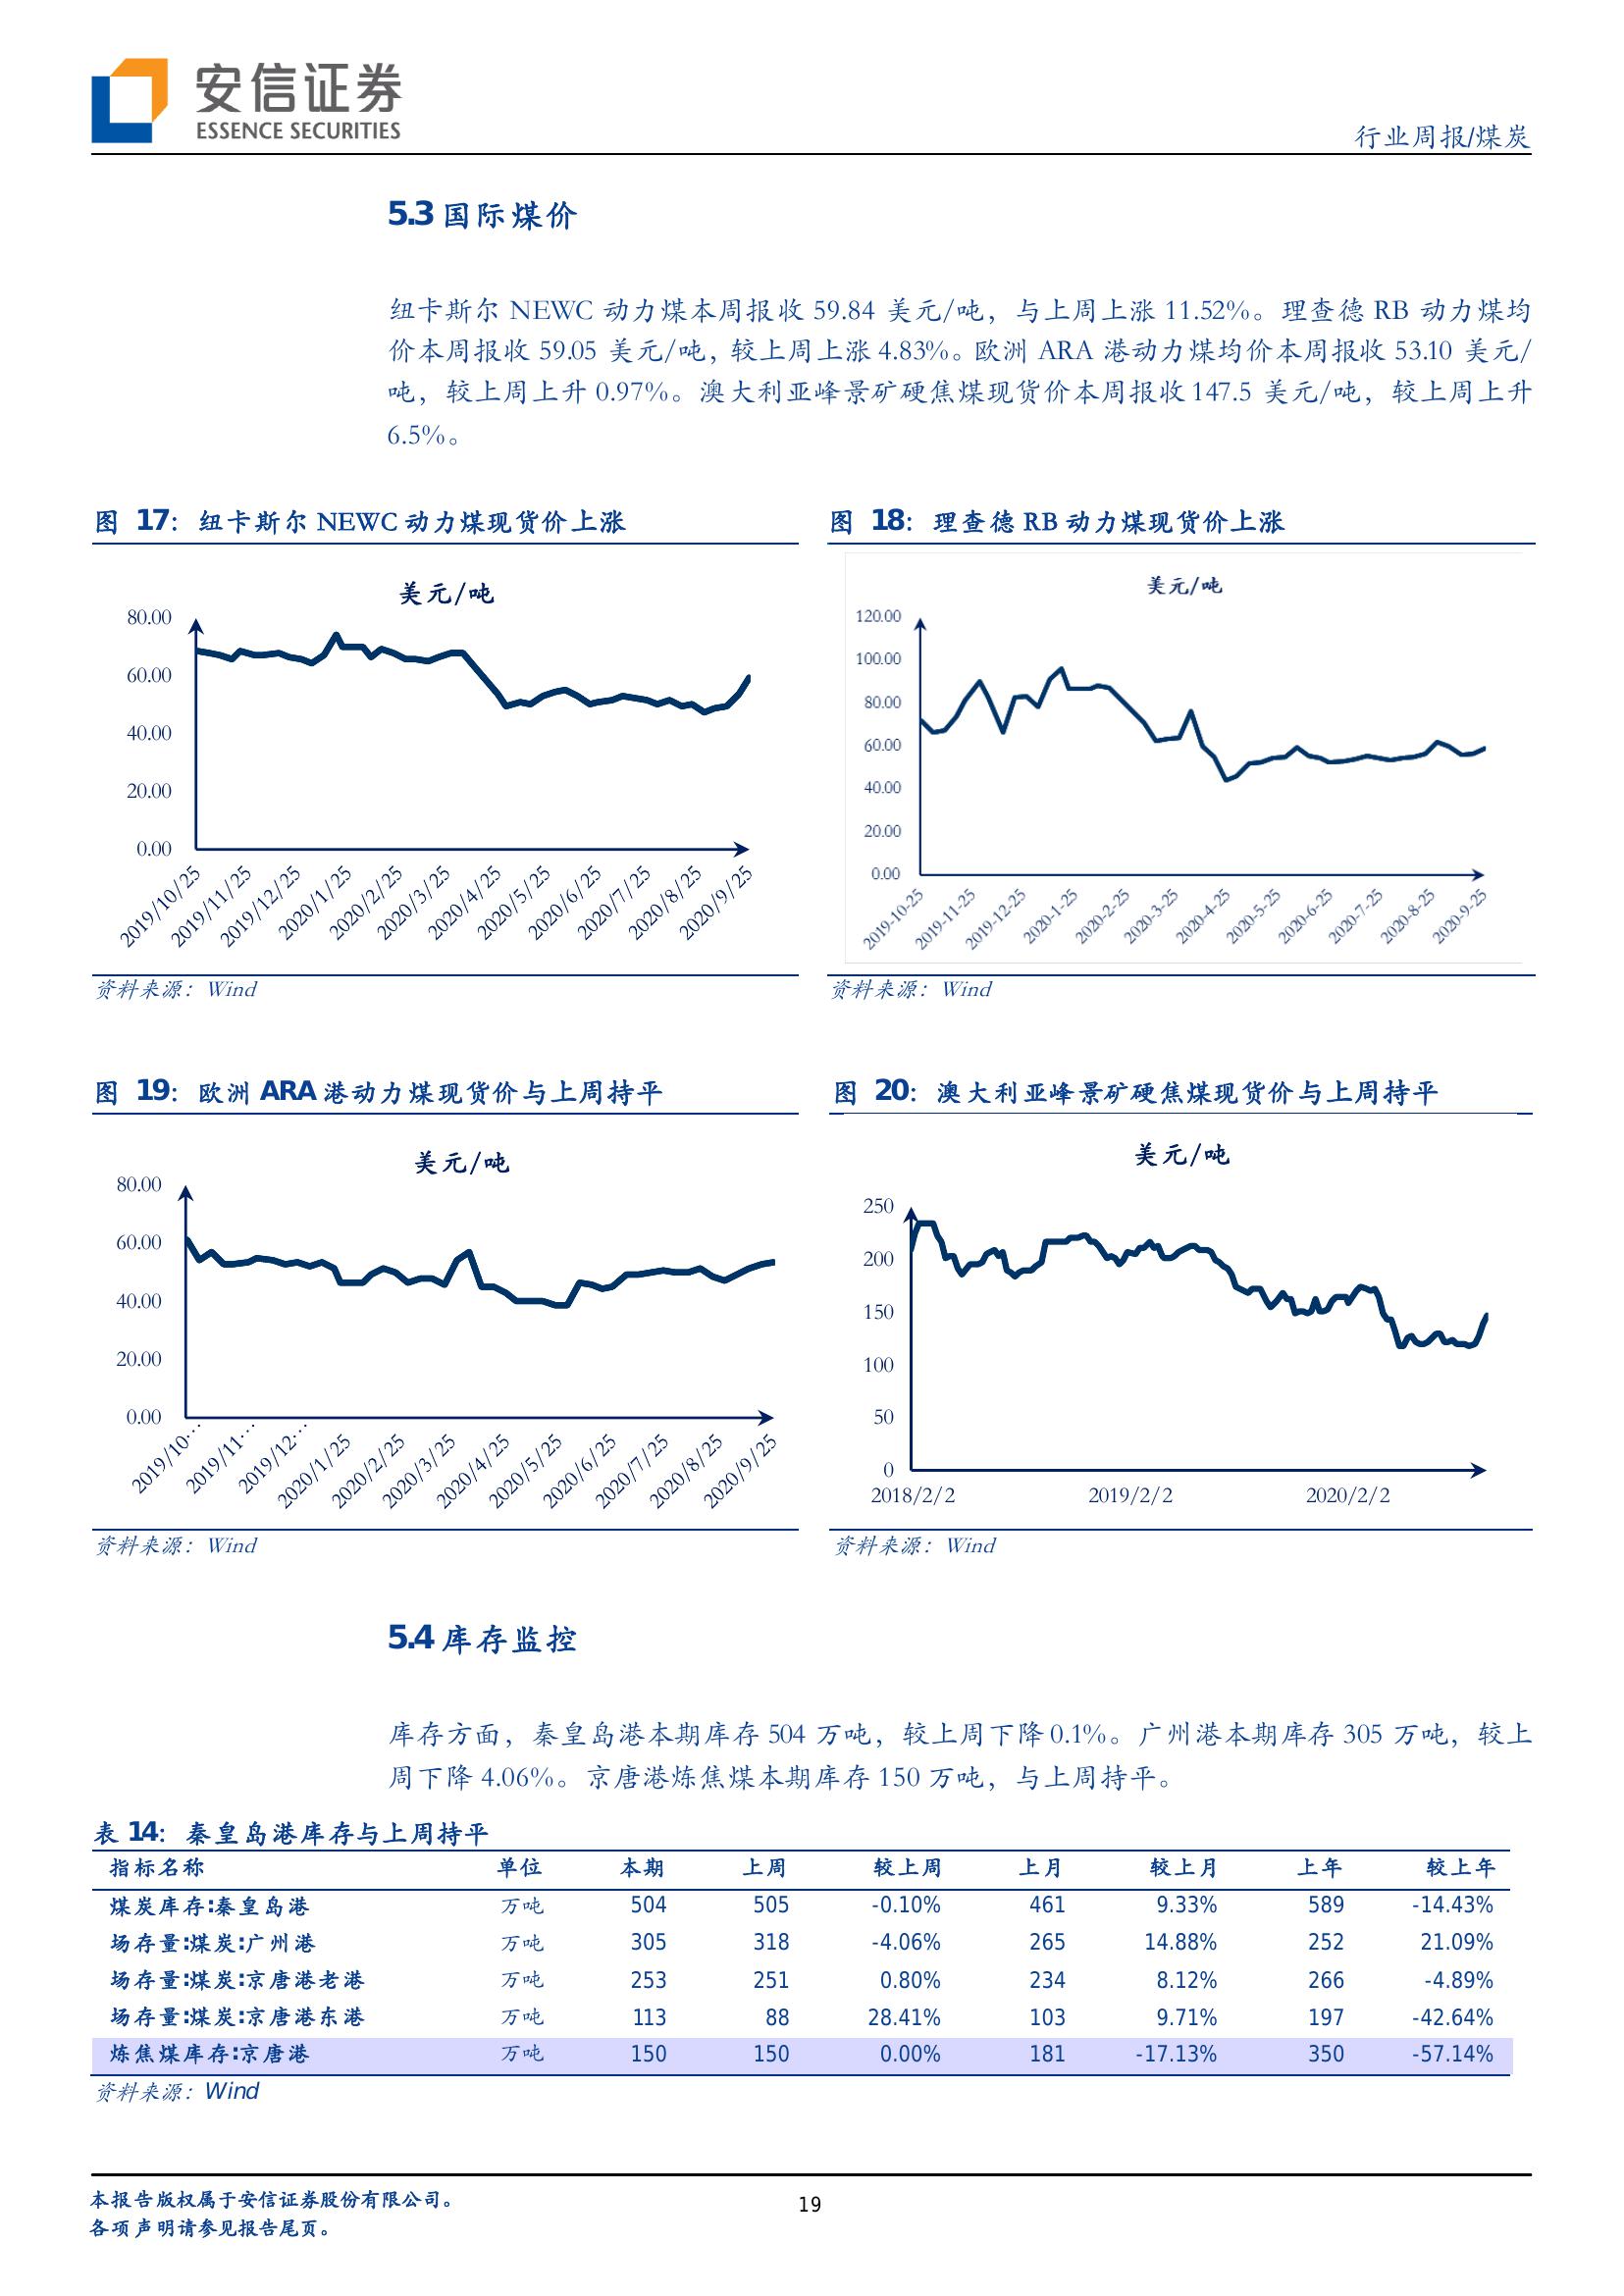 安信证券
ESSENCE SECURITIES
行业周报/煤炭
5.3 国际煤价
纽卡斯尔 NEWC 动力煤本周报收 59.84 美元/吨，与上周上涨 11.52%。理查德 RB 动力煤均
价本周报收 59.05 美元/吨，较上周上涨 4.83%。欧洲 ARA 港动力煤均价本周报收 53.10 美元/
吨，较上周上升 0.97%。澳大利亚峰景矿硬焦煤现货价本周报收 147.5 美元/吨，较上周上升
6.5%。
图 17：纽卡斯尔 NEWC 动力煤现货价上涨
美元/吨
80.00
60.00
40.00
20.00
0.00
2019/10/25 2019/11/25 2019/12/25 2020/1/25 2020/2/25 2020/3/25 2020/4/25 2020/5/25 2020/6/25 2020/7/25 2020/8/25 2020/9/25
资料来源：Wind
图 18：理查德 RB 动力煤现货价上涨
美元/吨
120.00
100.00
80.00
60.00
40.00
20.00
0.00
2019-10-25 2019-11-25 2019-12-25 2020-1-25 2020-2-25 2020-3-25 2020-4-25 2020-5-25 2020-6-25 2020-7-25 2020-8-25 2020-9-25
资料来源：Wind
图 19：欧洲 ARA 港动力煤现货价与上周持平
美元/吨
80.00
60.00
40.00
20.00
0.00
2019/10… 2019/11… 2019/12… 2020/1/25 2020/2/25 2020/3/25 2020/4/25 2020/5/25 2020/6/25 2020/7/25 2020/8/25 2020/9/25
资料来源：Wind
图 20：澳大利亚峰景矿硬焦煤现货价与上周持平
美元/吨
250
200
150
100
50
0
2018/2/2 2019/2/2 2020/2/2
资料来源：Wind
5.4 库存监控
库存方面，秦皇岛港本期库存 504 万吨，较上周下降 0.1%。广州港本期库存 305 万吨，较上
周下降 4.06%。京唐港炼焦煤本期库存 150 万吨，与上周持平。
表 14：秦皇岛港库存与上周持平
指标名称 单位 本期 上周 较上周 上月 较上月 上年 较上年
煤炭库存:秦皇岛港 万吨 504 505 -0.10% 461 9.33% 589 -14.43%
场存量:煤炭:广州港 万吨 305 318 -4.06% 265 14.88% 252 21.09%
场存量:煤炭:京唐港老港 万吨 253 251 0.80% 234 8.12% 266 -4.89%
场存量:煤炭:京唐港东港 万吨 113 88 28.41% 103 9.71% 197 -42.64%
炼焦煤库存:京唐港 万吨 150 150 0.00% 181 -17.13% 350 -57.14%
资料来源：Wind
本报告版权属于安信证券股份有限公司。
各项声明请参见报告尾页。
19